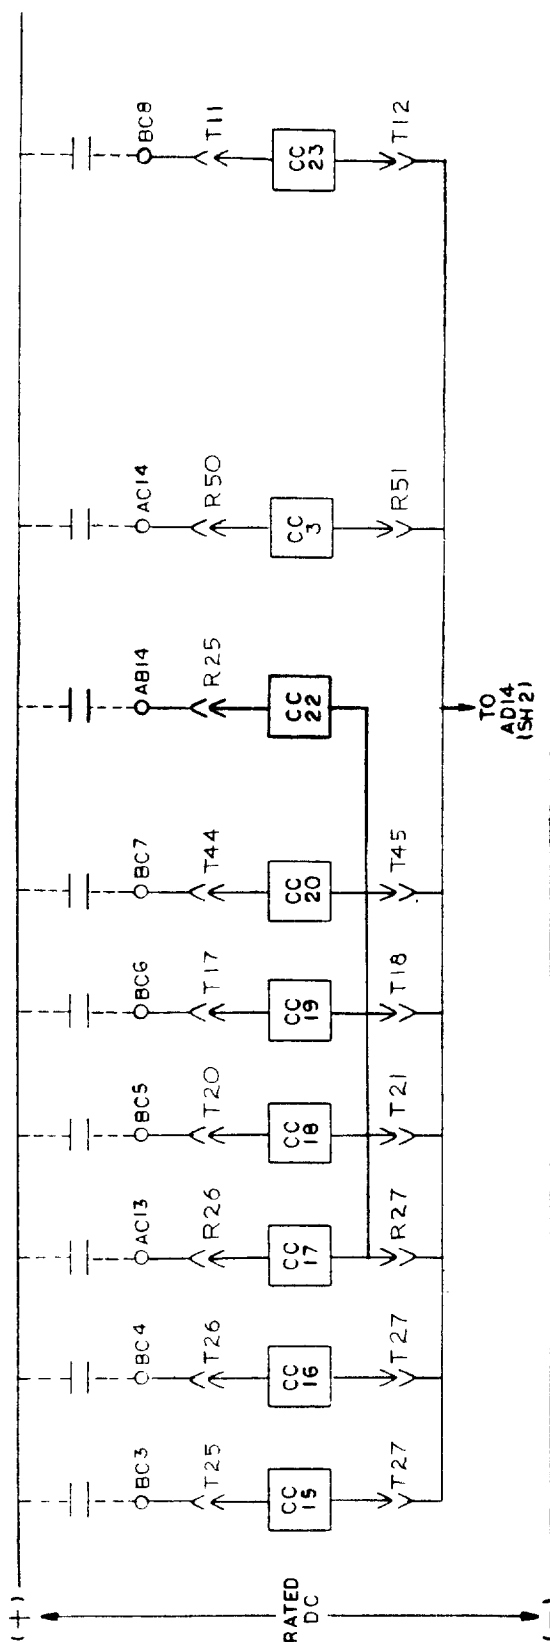 (+)
RATED
DC
(-)
BC3
T25
CC
15
T27
BC4
T26
CC
16
T27
AC13
R26
CC
17
R27
BC5
T20
CC
18
T21
BC6
T17
CC
19
T18
BC7
T44
CC
20
T45
AB14
R25
CC
22
TO
AD14
(SH2)
AC14
R50
CC
3
R51
BC8
T11
CC
23
T12